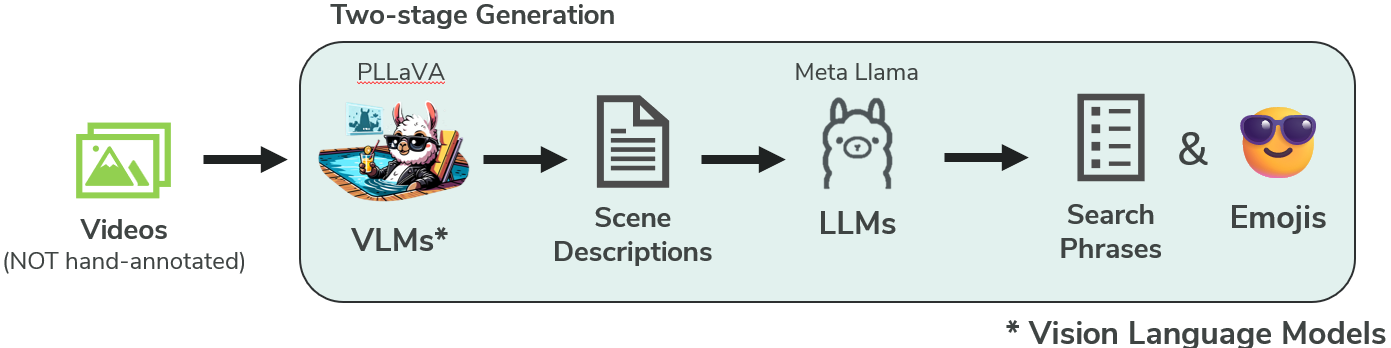 Two-stage Generation
PLLaVA
Meta Llama
&
Videos
(NOT hand-annotated)
VLMs*
Scene
Descriptions
LLMs
Search
Phrases
Emojis
* Vision Language Models